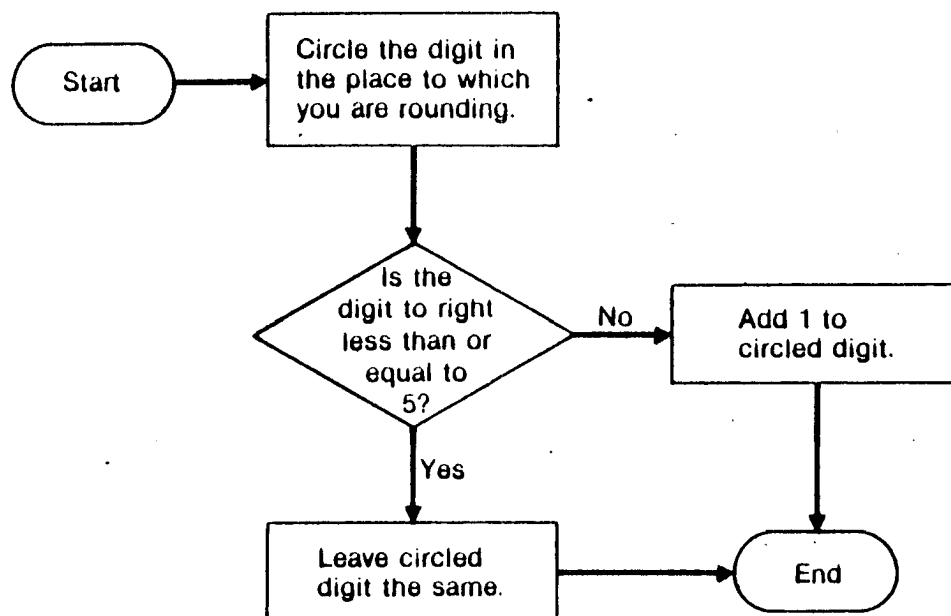 Start
Circle the digit in
the place to which
you are rounding.
Is the
digit to right
less than or
equal to
5?
No
Add 1 to
circled digit.
Yes
Leave circled
digit the same.
End